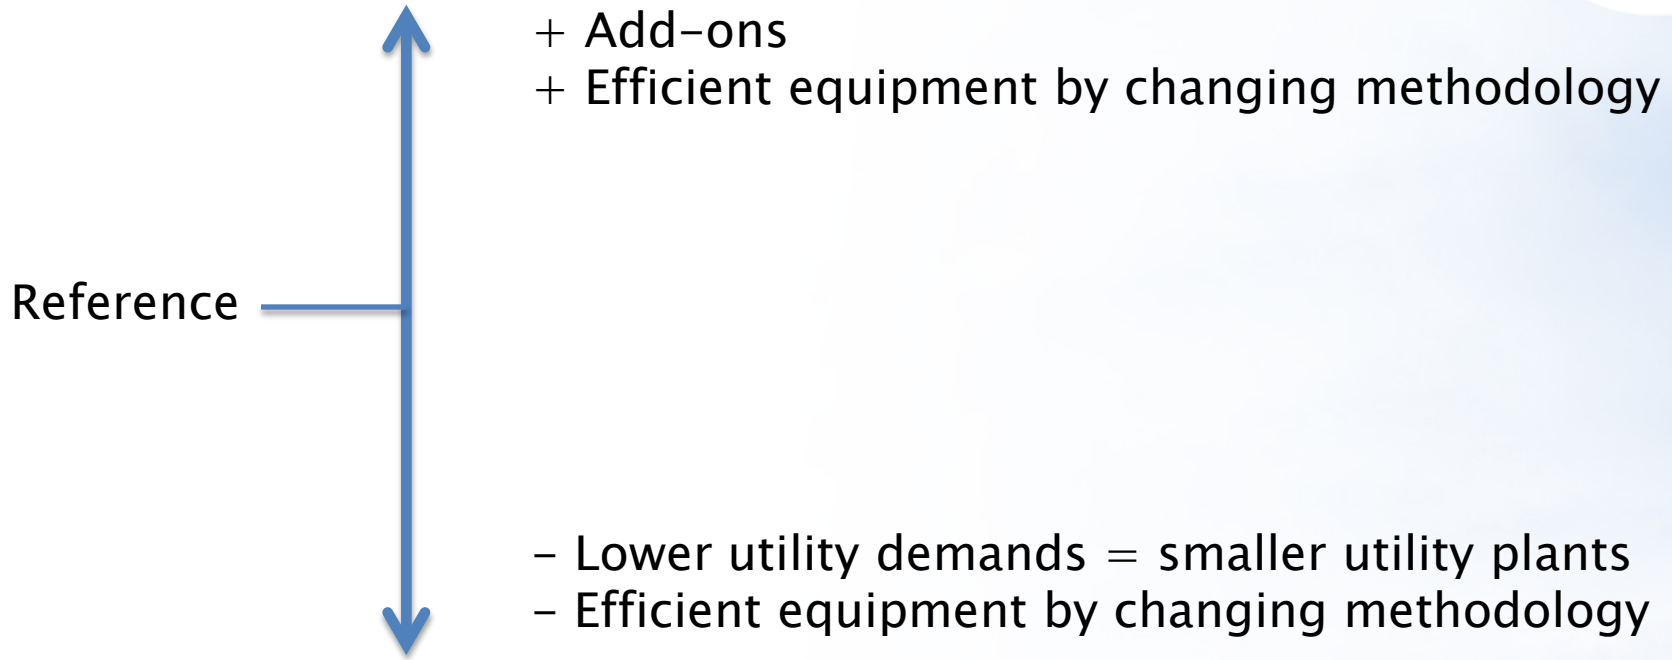 + Add-ons
+ Efficient equipment by changing methodology
Reference
- Lower utility demands = smaller utility plants
- Efficient equipment by changing methodology